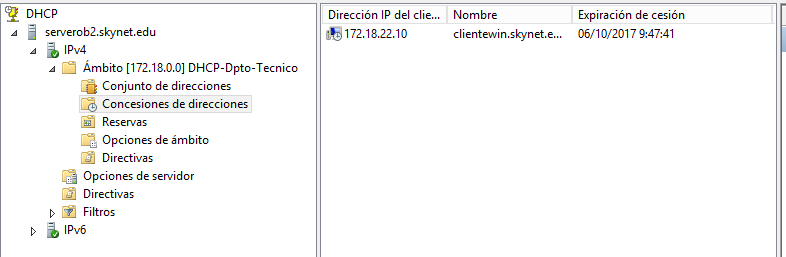 DHCP
serverob2.skynet.edu
IPv4
Ámbito [172.18.0.0] DHCP-Dpto-Tecnico
Conjunto de direcciones
Concesiones de direcciones
Reservas
Opciones de ámbito
Directivas
Opciones de servidor
Directivas
Filtros
IPv6
Dirección IP del clie... Nombre Expiración de cesión
172.18.22.10 clientewin.skynet.e... 06/10/2017 9:47:41